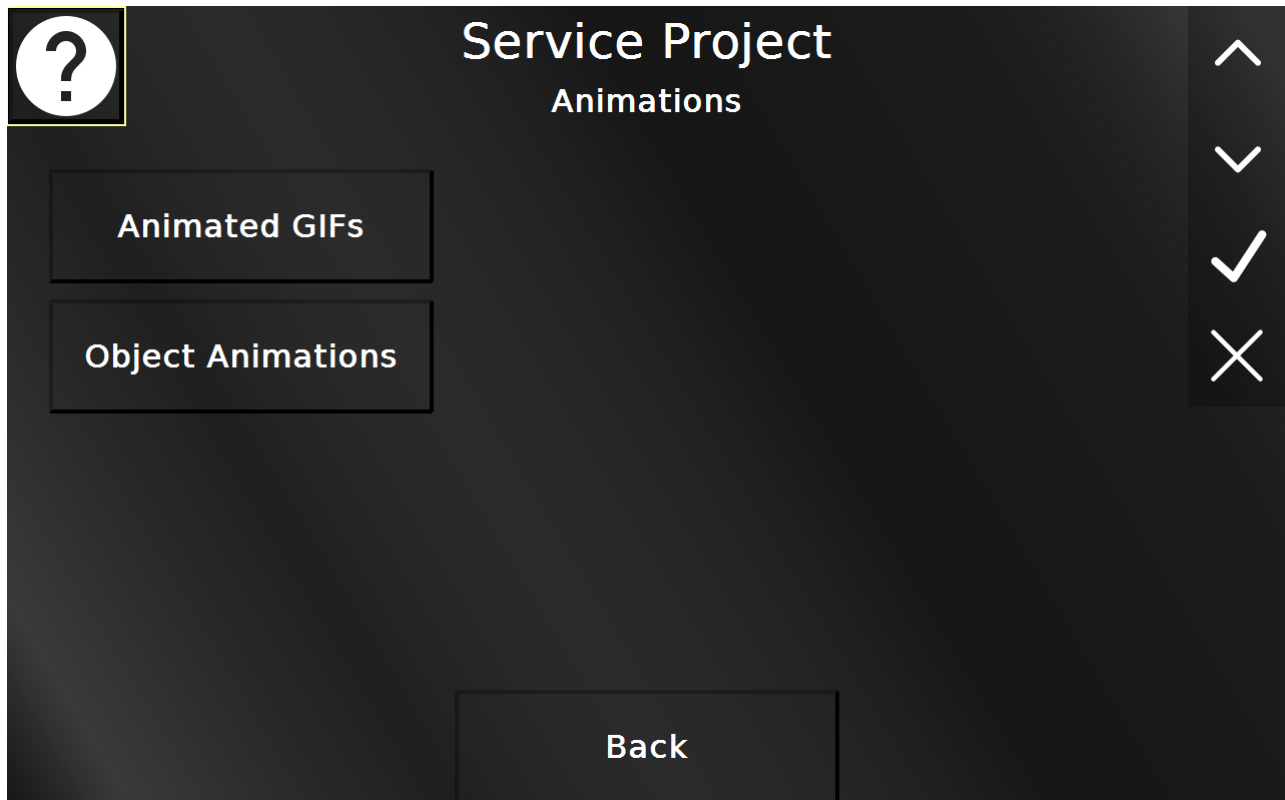 ?
Service Project
Animations
Animated GIFs
Object Animations
Back